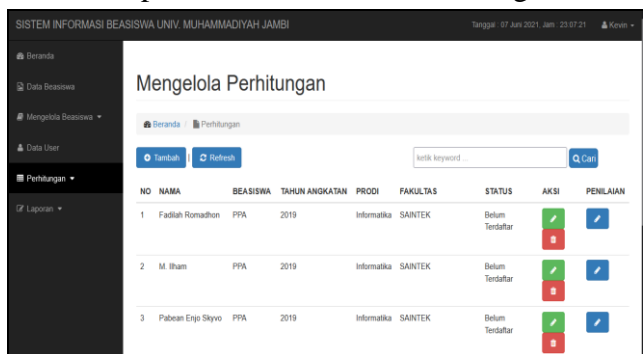 SISTEM INFORMASI BEASISWA UNIV. MUHAMMADIYAH JAMBI
Tanggal : 07 Juni 2021, Jam : 23:07:21
Kevin
Beranda
Data Beasiswa
Mengelola Beasiswa
Data User
Perhitungan
Laporan
Mengelola Perhitungan
Beranda / Perhitungan
Tambah | Refresh
ketik keyword ...
Cari
NO NAMA BEASISWA TAHUN ANGKATAN PRODI FAKULTAS STATUS AKSI PENILAIAN
1 Fadilah Romadhon PPA 2019 Informatika SAINTEK Belum
Terdaftar
2 M. Ilham PPA 2019 Informatika SAINTEK Belum
Terdaftar
3 Pabean Enjo Skyvo PPA 2019 Informatika SAINTEK Belum
Terdaftar